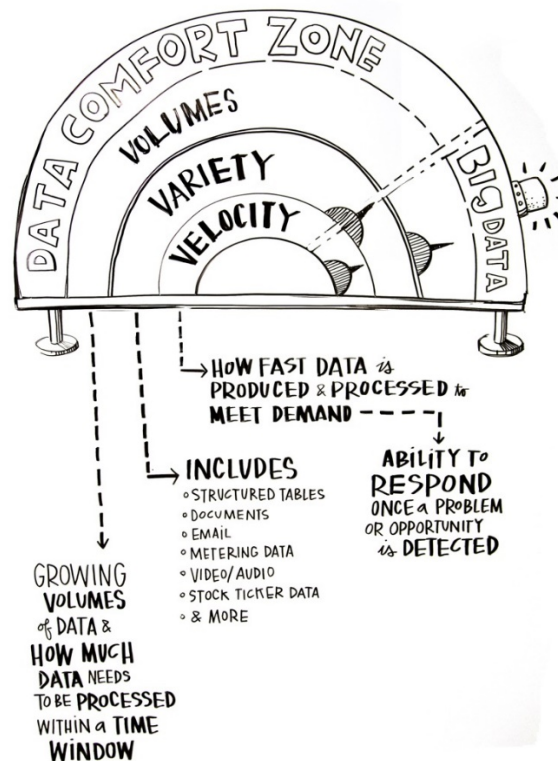 DATA COMFORT ZONE
BIG DATA
VOLUMES
VARIETY
VELOCITY
HOW FAST DATA is
PRODUCED & PROCESSED to
MEET DEMAND
ABILITY TO
RESPOND
ONCE a PROBLEM
OR OPPORTUNITY
is DETECTED
INCLUDES
◦ STRUCTURED TABLES
◦ DOCUMENTS
◦ EMAIL
◦ METERING DATA
◦ VIDEO/AUDIO
◦ STOCK TICKER DATA
◦ & MORE
GROWING
VOLUMES
of DATA &
HOW MUCH
DATA NEEDS
TO BE PROCESSED
WITHIN a TIME
WINDOW